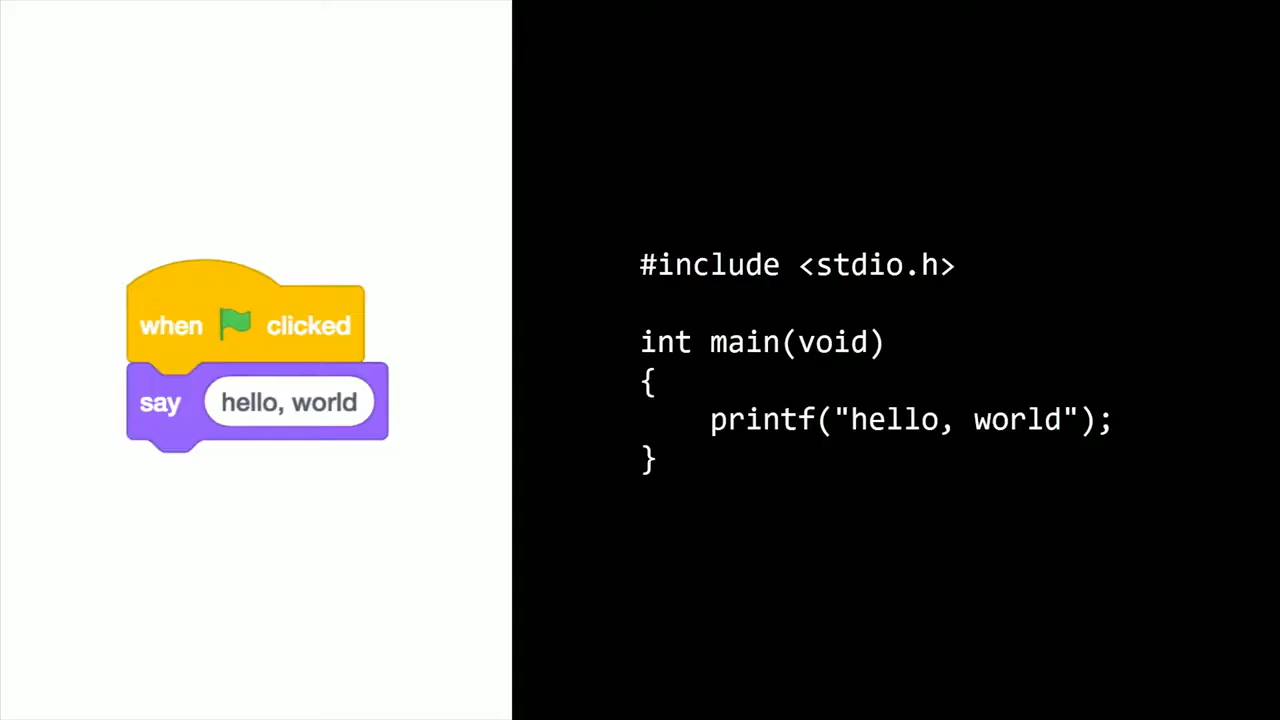 when clicked
say hello, world
#include <stdio.h>
int main(void)
{
printf("hello, world");
}